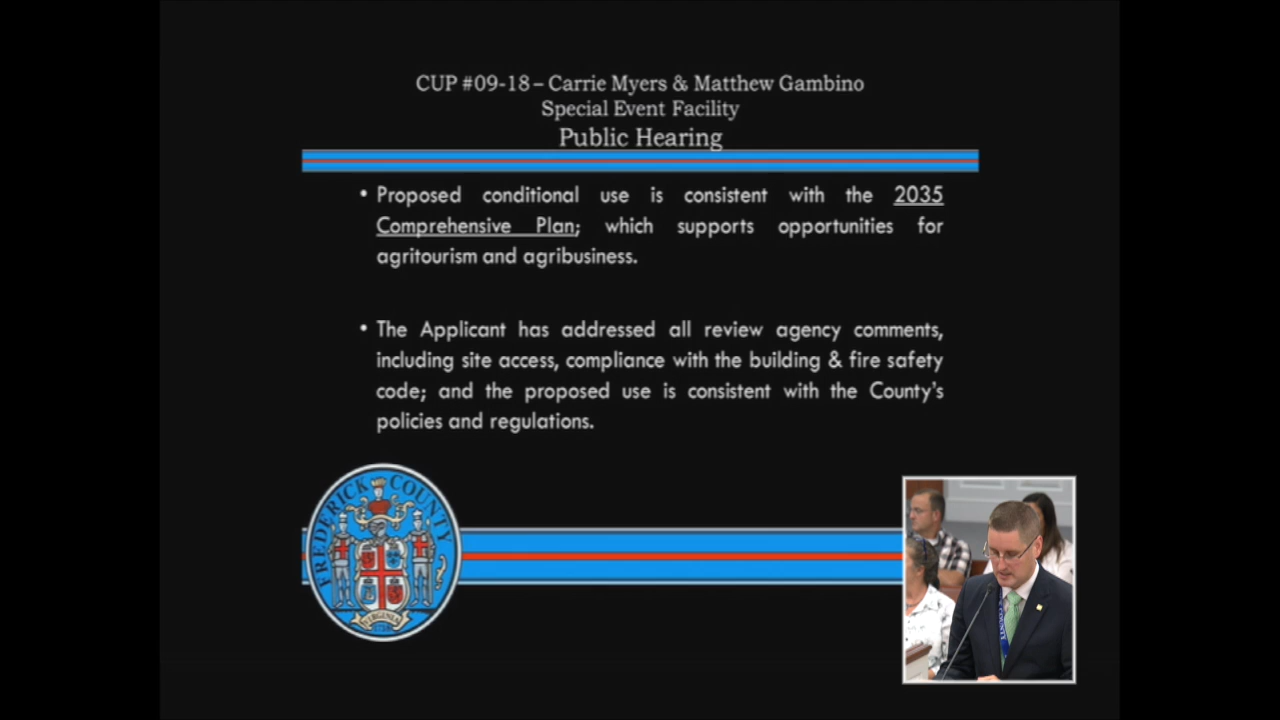 CUP #09-18 – Carrie Myers & Matthew Gambino
Special Event Facility
Public Hearing
• Proposed conditional use is consistent with the 2035
Comprehensive Plan; which supports opportunities for
agritourism and agribusiness.
• The Applicant has addressed all review agency comments,
including site access, compliance with the building & fire safety
code; and the proposed use is consistent with the County's
policies and regulations.
FREDERICK COUNTY
VIRGINIA
COUNTY